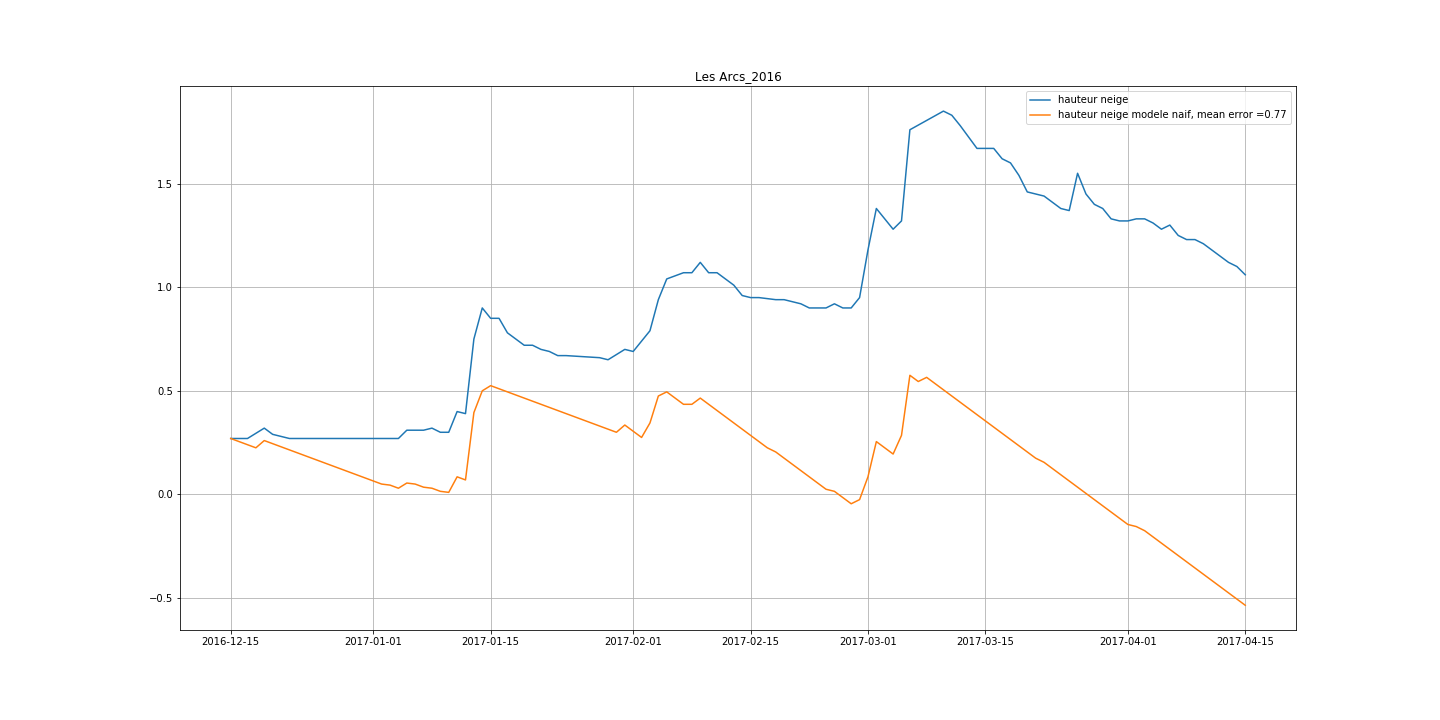 Les Arcs_2016
hauteur neige
hauteur neige modele naif, mean error =0.77
1.5
1.0
0.5
0.0
−0.5
2016-12-15 2017-01-01 2017-01-15 2017-02-01 2017-02-15 2017-03-01 2017-03-15 2017-04-01 2017-04-15